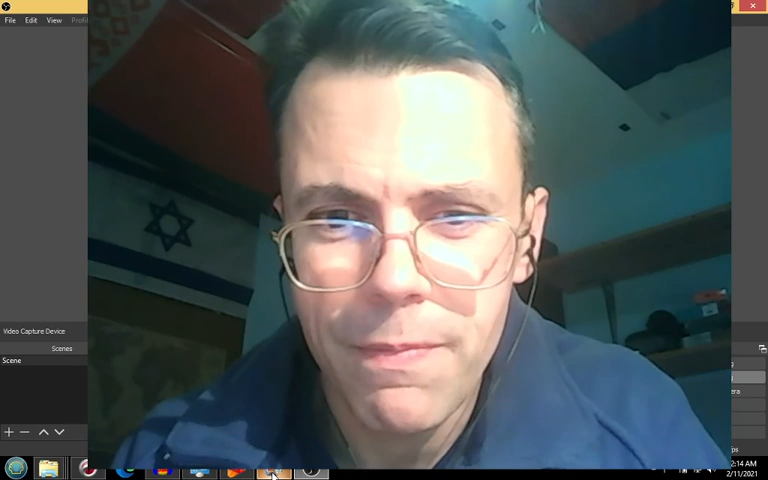 File Edit View
Video Capture Device
Scenes
Scene
2:14 AM
2/11/2021